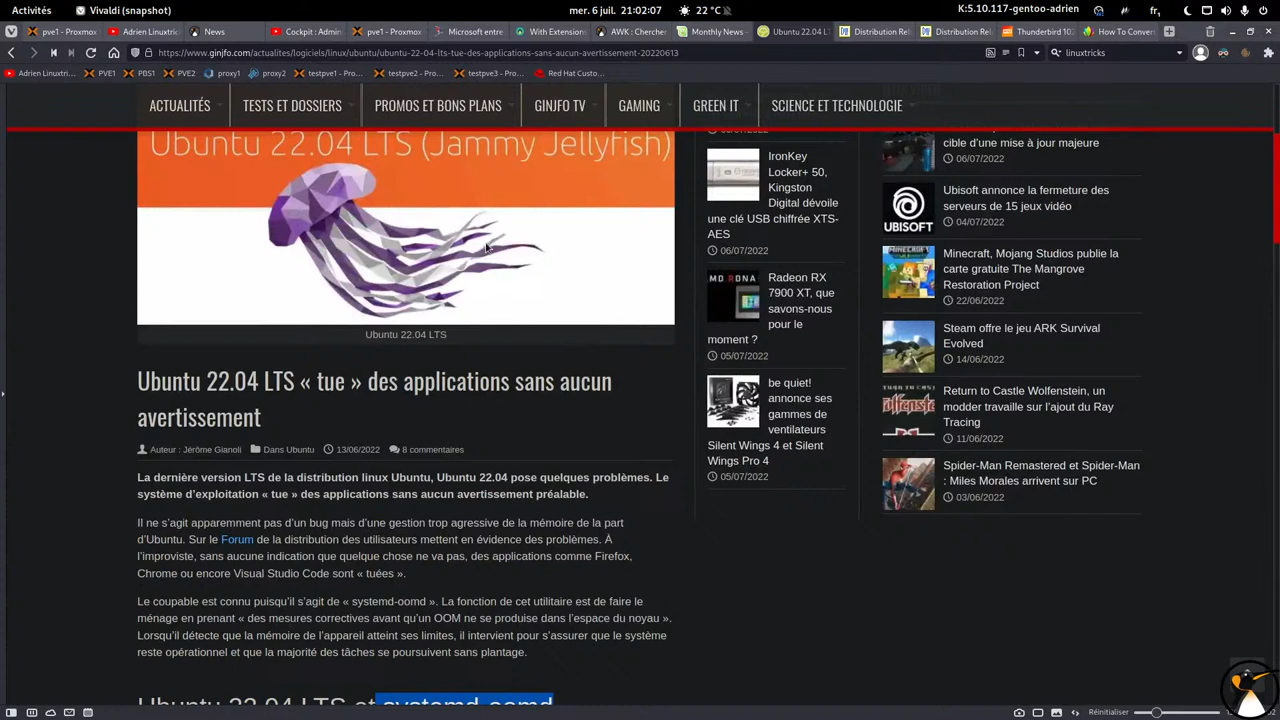 Activités Vivaldi (snapshot) mer. 6 juil. 21:02:07 22 °C K:5.10.117-gentoo-adrien fr₁
pve1 - Proxmox Adrien Linuxtri... News Cockpit : Admini Microsoft entre With Extension: AWK : Chercher Monthly News - Ubuntu 22.04 LT Distribution Rel Distribution Rel Thunderbird 102 How To Convert
https://www.ginjfo.com/actualites/logiciels/linux/ubuntu/ubuntu-22-04-lts-tue-des-applications-sans-aucun-avertissement-20220613 linuxtricks
Adrien Linuxtri... PVE1 PBS1 PVE2 proxy1 proxy2 testpve1 - Pro... testpve2 - Pro... testpve3 - Pro... Red Hat Custo...
ACTUALITÉS TESTS ET DOSSIERS PROMOS ET BONS PLANS GINJFO TV GAMING GREEN IT SCIENCE ET TECHNOLOGIE
Ubuntu 22.04 LTS (Jammy Jellyfish)
Ubuntu 22.04 LTS
Ubuntu 22.04 LTS « tue » des applications sans aucun
avertissement
Auteur : Jérôme Gianoli Dans Ubuntu 13/06/2022 8 commentaires
La dernière version LTS de la distribution linux Ubuntu, Ubuntu 22.04 pose quelques problèmes. Le
système d'exploitation « tue » des applications sans aucun avertissement préalable.
Il ne s'agit apparemment pas d'un bug mais d'une gestion trop agressive de la mémoire de la part
d'Ubuntu. Sur le Forum de la distribution des utilisateurs mettent en évidence des problèmes. À
l'improviste, sans aucune indication que quelque chose ne va pas, des applications comme Firefox,
Chrome ou encore Visual Studio Code sont « tuées ».
Le coupable est connu puisqu'il s'agit de « systemd-oomd ». La fonction de cet utilitaire est de faire le
ménage en prenant « des mesures correctives avant qu'un OOM ne se produise dans l'espace du noyau ».
Lorsqu'il détecte que la mémoire de l'appareil atteint ses limites, il intervient pour s'assurer que le système
reste opérationnel et que la majorité des tâches se poursuivent sans plantage.
Ubuntu 22.04 LTS et systemd-oomd
IronKey
Locker+ 50,
Kingston
Digital dévoile
une clé USB chiffrée XTS-
AES
06/07/2022
Radeon RX
7900 XT, que
savons-nous
pour le
moment ?
05/07/2022
be quiet!
annonce ses
gammes de
ventilateurs
Silent Wings 4 et Silent
Wings Pro 4
05/07/2022
cible d'une mise à jour majeure
06/07/2022
UBISOFT
Ubisoft annonce la fermeture des
serveurs de 15 jeux vidéo
04/07/2022
Minecraft, Mojang Studios publie la
carte gratuite The Mangrove
Restoration Project
22/06/2022
Steam offre le jeu ARK Survival
Evolved
14/06/2022
Return to Castle Wolfenstein, un
modder travaille sur l'ajout du Ray
Tracing
11/06/2022
Spider-Man Remastered et Spider-Man
: Miles Morales arrivent sur PC
03/06/2022
Réinitialiser